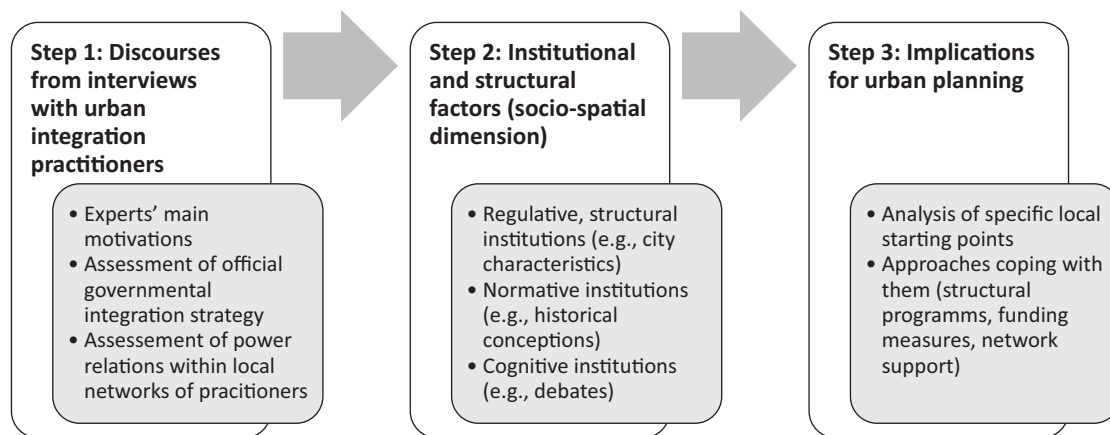 Step 1: Discourses
from interviews
with urban
integration
practitioners
• Experts’ main
motivations
• Assessment of official
governmental
integration strategy
• Assessement of power
relations within local
networks of pracitioners
Step 2: Institutional
and structural
factors (socio-spatial
dimension)
• Regulative, structural
institutions (e.g., city
characteristics)
• Normative institutions
(e.g., historical
conceptions)
• Cognitive institutions
(e.g., debates)
Step 3: Implications
for urban planning
• Analysis of specific local
starting points
• Approaches coping with
them (structural
programms, funding
measures, network
support)